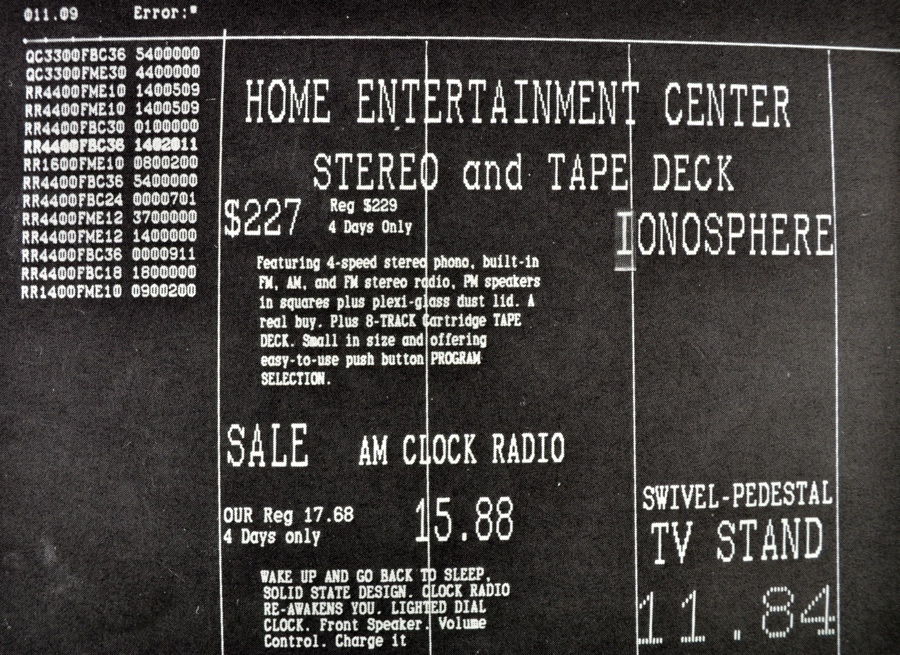 011.09 Error:*
QC3300FBC36 5400000
QC3300FME30 4400000
RR4400FME10 1400509
RR4400FME10 1400509
RR4400FBC30 0100000
RR4400FBC36 1402011
RR1600FME10 0800200
RR4400FBC36 5400000
RR4400FBC24 0000701
RR4400FME12 3700000
RR4400FME12 1400000
RR4400FBC36 0000911
RR4400FBC18 1800000
RR1400FME10 0900200
HOME ENTERTAINMENT CENTER
STEREO and TAPE DECK
$227 Reg $229
4 Days Only
IONOSPHERE
Featuring 4-speed stereo phono, built-in
FM, AM, and FM stereo radio, PM speakers
in squares plus plexi-glass dust lid. A
real buy. Plus 8-TRACK Cartridge TAPE
DECK. Small in size and offering
easy-to-use push button PROGRAM
SELECTION.
SALE AM CLOCK RADIO
OUR Reg 17.68
4 Days only
15.88
WAKE UP AND GO BACK TO SLEEP,
SOLID STATE DESIGN. CLOCK RADIO
RE-AWAKENS YOU. LIGHTED DIAL
CLOCK. Front Speaker. Volume
Control. Charge it
SWIVEL-PEDESTAL
TV STAND
11.84